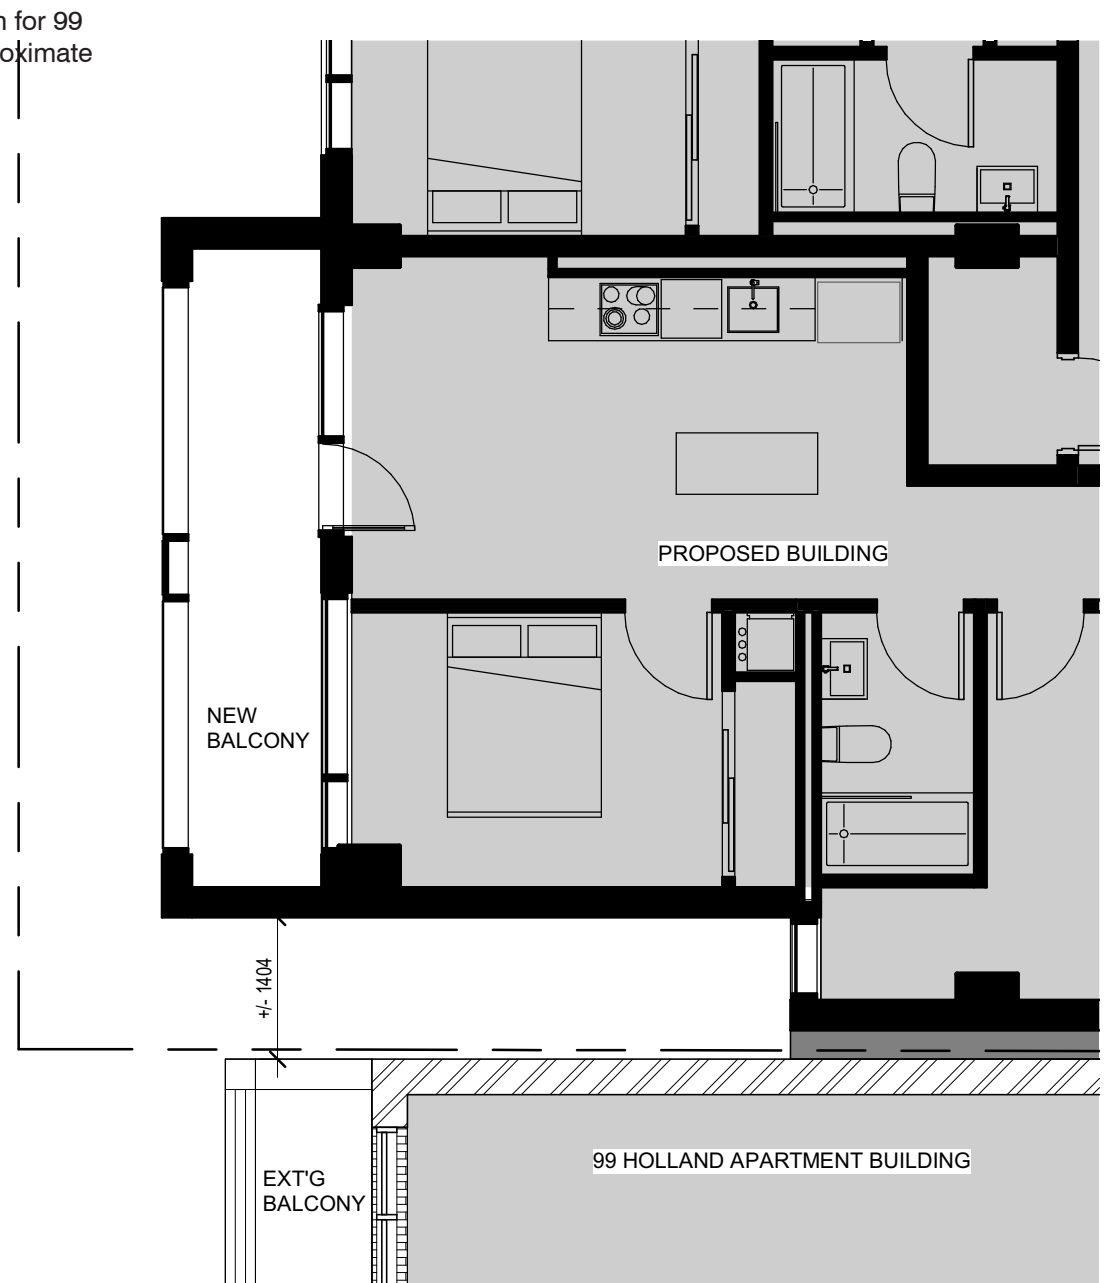 n for 99
oximate
PROPOSED BUILDING
NEW
BALCONY
+/- 1404
99 HOLLAND APARTMENT BUILDING
EXT'G
BALCONY